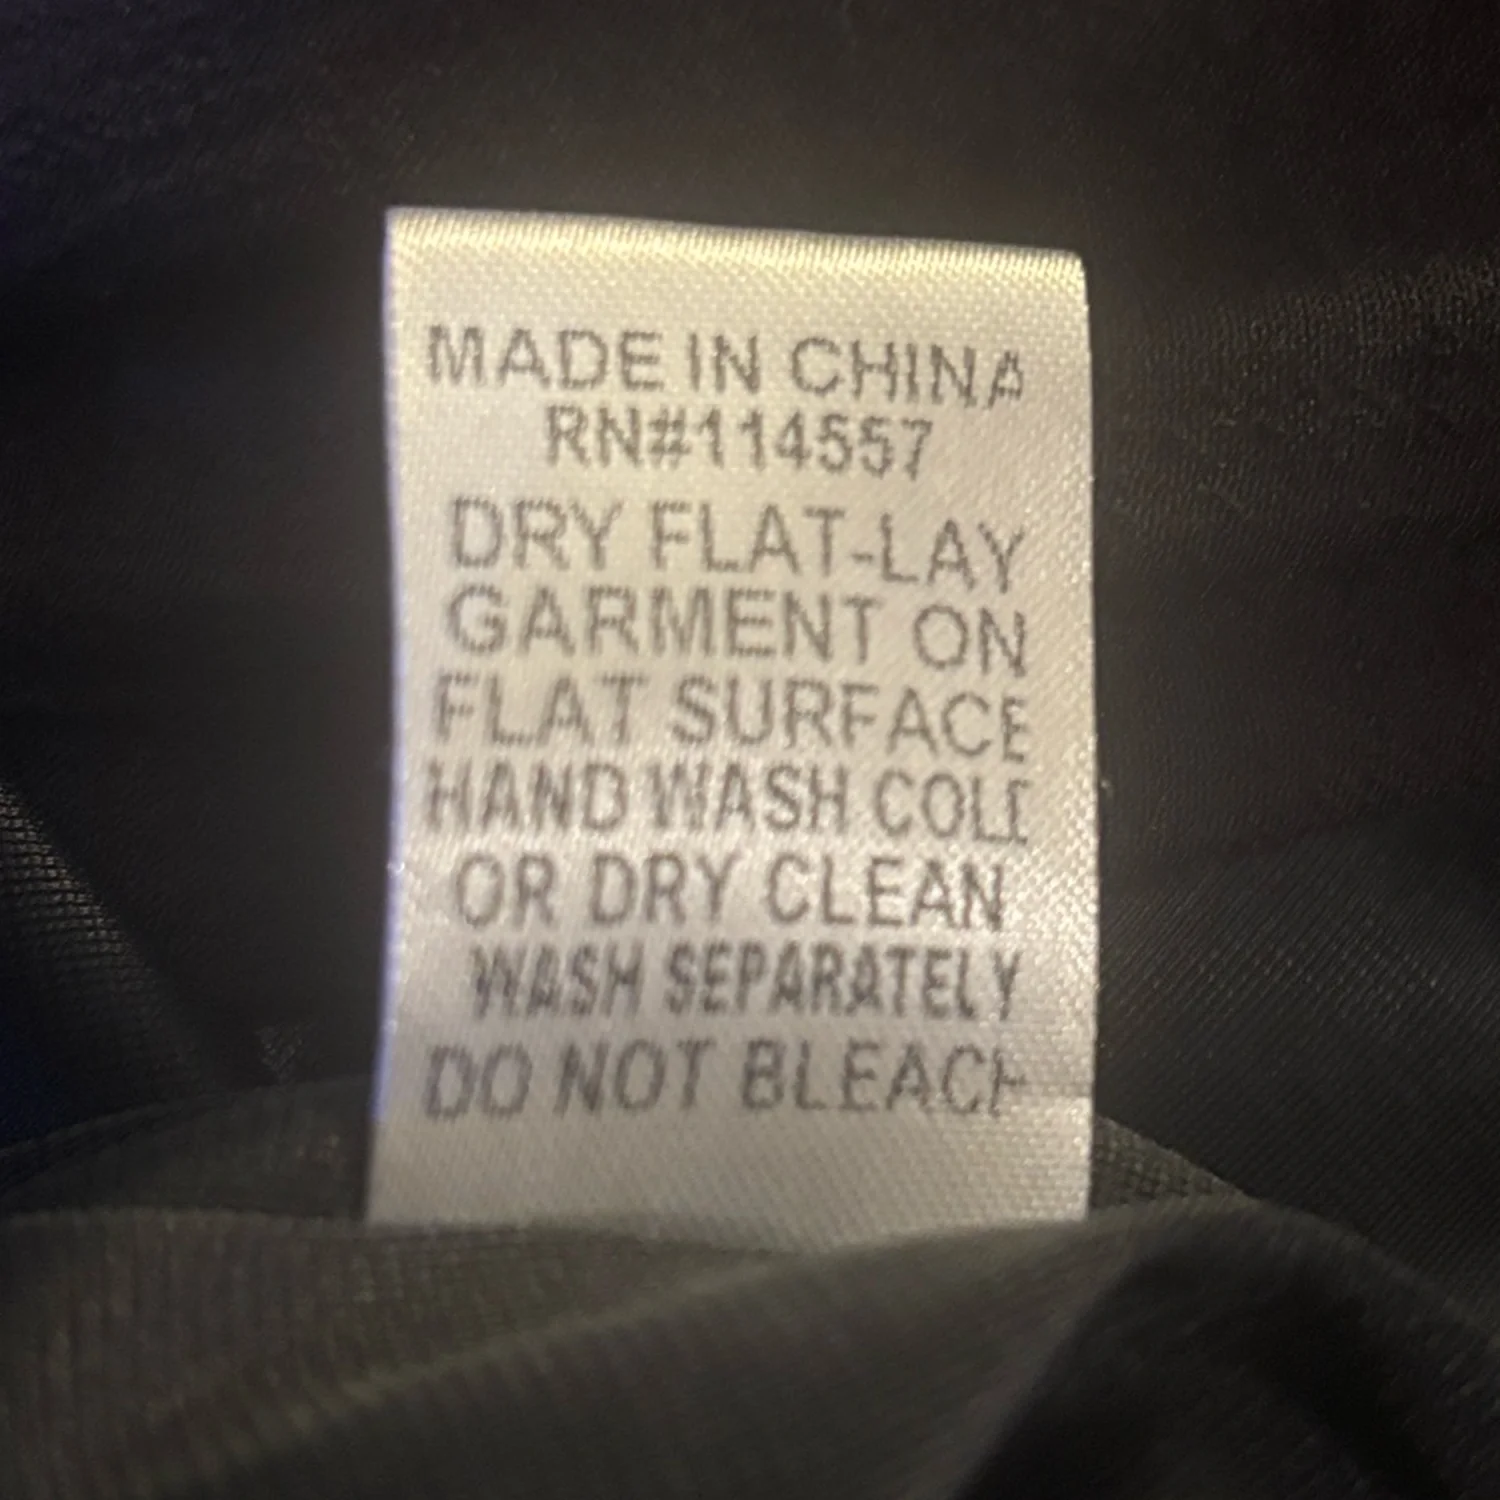 MADE IN CHINA
RN#114557
DRY FLAT-LAY
GARMENT ON
FLAT SURFACE
HAND WASH COLD
OR DRY CLEAN
WASH SEPARATELY
DO NOT BLEACH